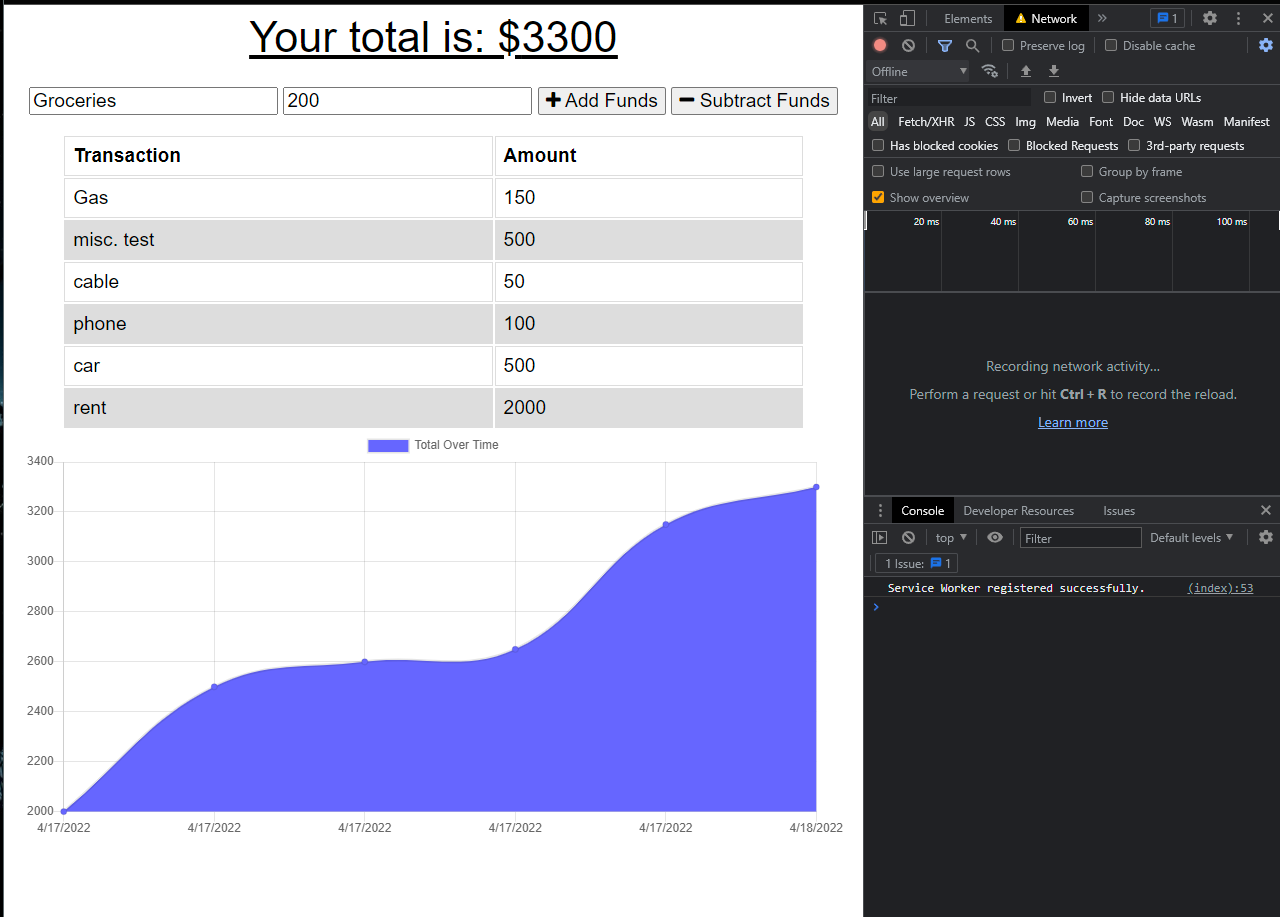 Your total is: $3300
Groceries 200 Add Funds Subtract Funds
Transaction Amount
Gas 150
misc. test 500
cable 50
phone 100
car 500
rent 2000
Total Over Time
3400
3200
3000
2800
2600
2400
2200
2000
4/17/2022 4/17/2022 4/17/2022 4/17/2022 4/17/2022 4/18/2022
Elements Network 1
Preserve log Disable cache
Offline
Filter Invert Hide data URLs
All Fetch/XHR JS CSS Img Media Font Doc WS Wasm Manifest
Has blocked cookies Blocked Requests 3rd-party requests
Use large request rows Group by frame
Show overview Capture screenshots
20 ms 40 ms 60 ms 80 ms 100 ms
Recording network activity…
Perform a request or hit Ctrl + R to record the reload.
Learn more
Console Developer Resources Issues
top Filter Default levels
1 Issue: 1
Service Worker registered successfully. (index):53